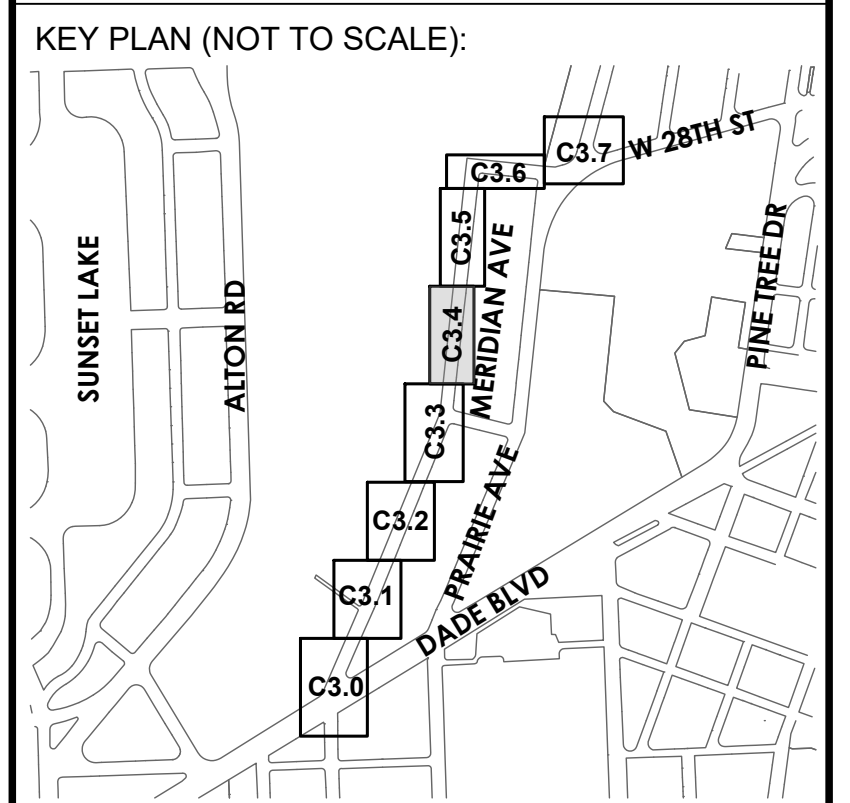 KEY PLAN (NOT TO SCALE):
C3.7
W 28TH ST
C3.6
C3.5
MERIDIAN AVE
PINE TREE DR
SUNSET LAKE
ALTON RD
C3.4
C3.3
C3.2
PRAIRIE AVE
C3.1
DADE BLVD
C3.0